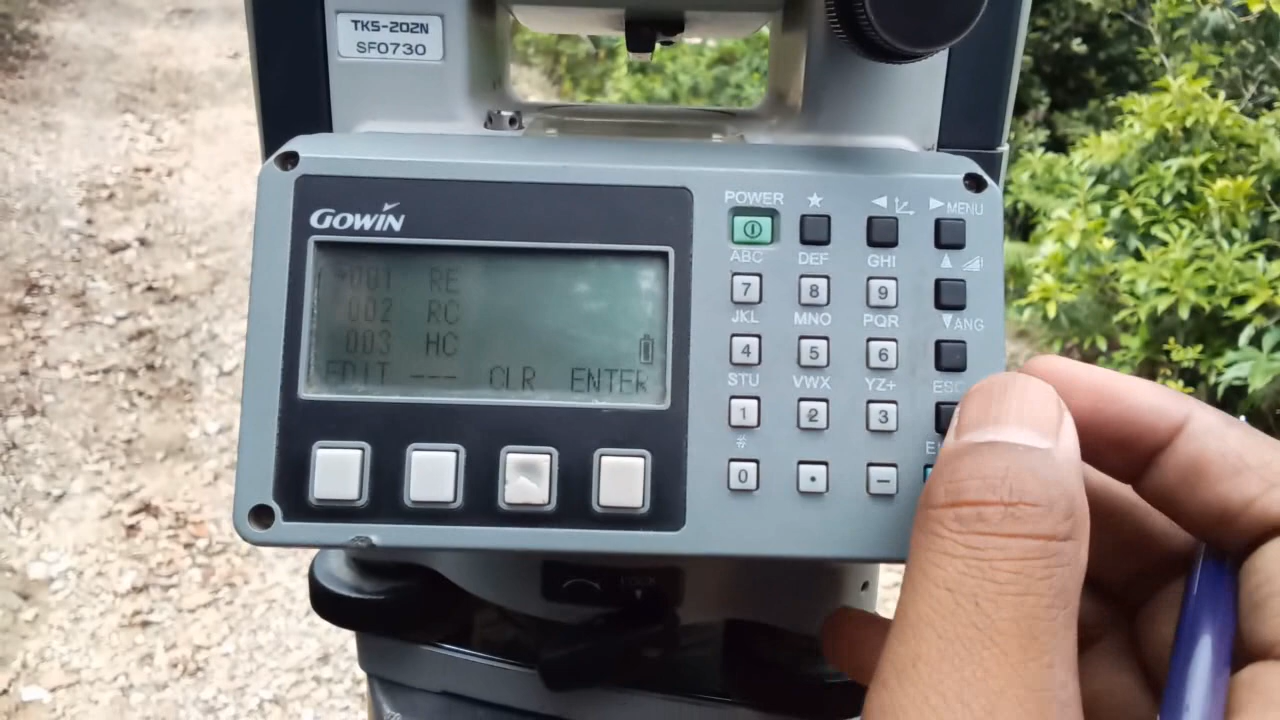 TKS-202N
SF0730
GOWIN
*001 RE
002 RC
003 HC
EDIT --- CLR ENTER
POWER ★ ◀ ▶ MENU
ABC DEF GHI ▲
7 8 9
JKL MNO PQR ▼ ANG
4 5 6
STU VWX YZ+ ESC
1 2 3
#
0 . −